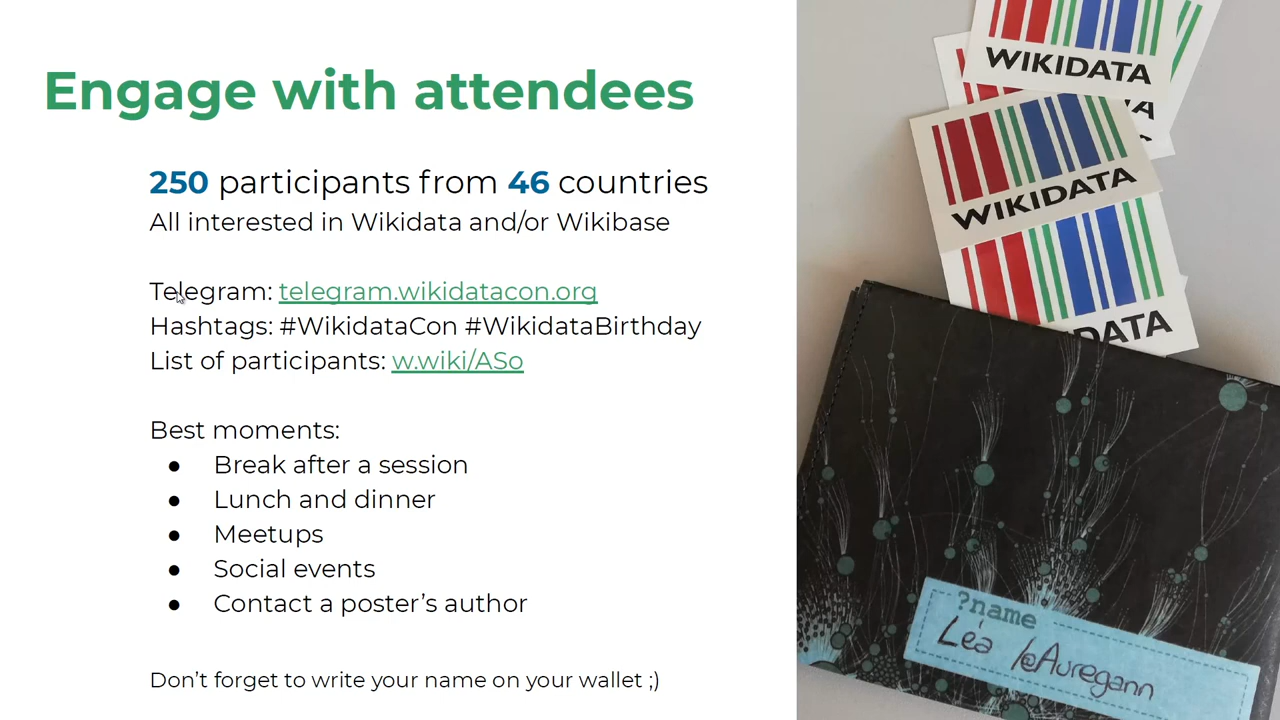 Engage with attendees
250 participants from 46 countries
All interested in Wikidata and/or Wikibase
Telegram: telegram.wikidatacon.org
Hashtags: #WikidataCon #WikidataBirthday
List of participants: w.wiki/ASo
Best moments:
● Break after a session
● Lunch and dinner
● Meetups
● Social events
● Contact a poster’s author
Don’t forget to write your name on your wallet ;)
WIKIDATA
WIKIDATA
DATA
?name
Léa /@Auregann